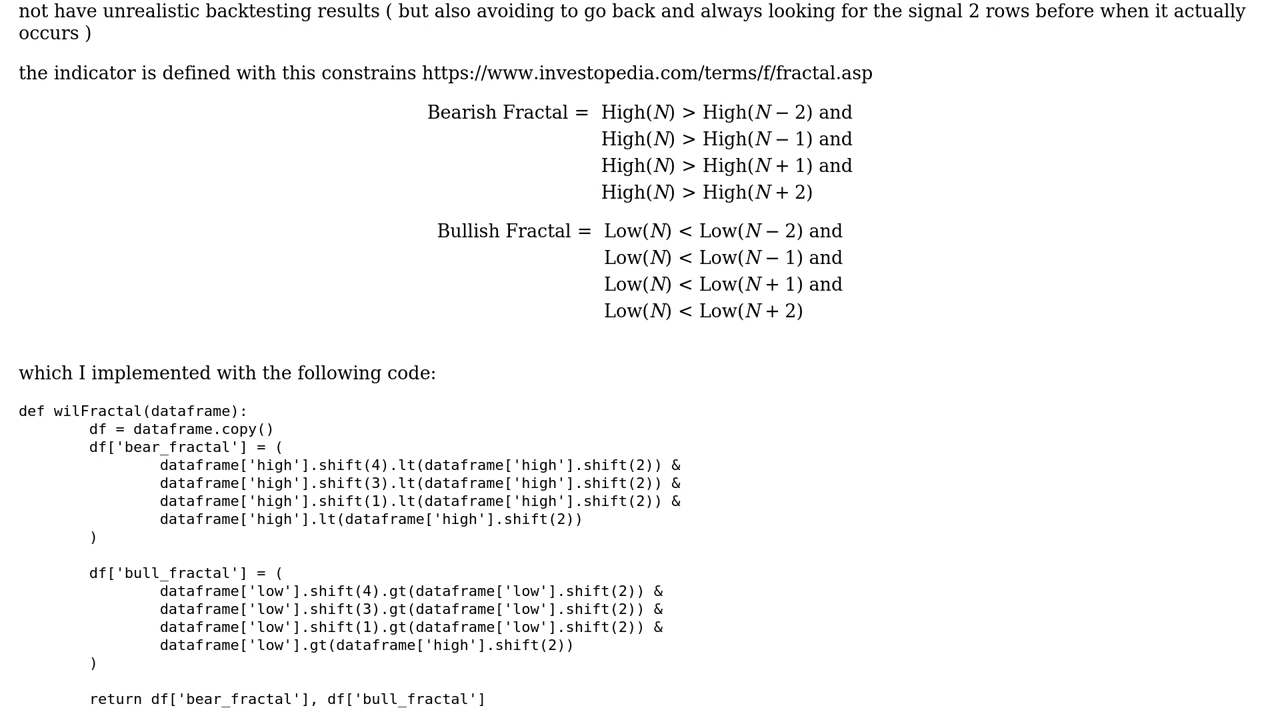 not have unrealistic backtesting results ( but also avoiding to go back and always looking for the signal 2 rows before when it actually
occurs )
the indicator is defined with this constrains https://www.investopedia.com/terms/f/fractal.asp
Bearish Fractal = High(N) > High(N − 2) and
High(N) > High(N − 1) and
High(N) > High(N + 1) and
High(N) > High(N + 2)
Bullish Fractal = Low(N) < Low(N − 2) and
Low(N) < Low(N − 1) and
Low(N) < Low(N + 1) and
Low(N) < Low(N + 2)
which I implemented with the following code:
def wilFractal(dataframe):
        df = dataframe.copy()
        df['bear_fractal'] = (
                dataframe['high'].shift(4).lt(dataframe['high'].shift(2)) &
                dataframe['high'].shift(3).lt(dataframe['high'].shift(2)) &
                dataframe['high'].shift(1).lt(dataframe['high'].shift(2)) &
                dataframe['high'].lt(dataframe['high'].shift(2))
        )
        df['bull_fractal'] = (
                dataframe['low'].shift(4).gt(dataframe['low'].shift(2)) &
                dataframe['low'].shift(3).gt(dataframe['low'].shift(2)) &
                dataframe['low'].shift(1).gt(dataframe['low'].shift(2)) &
                dataframe['low'].gt(dataframe['high'].shift(2))
        )
        return df['bear_fractal'], df['bull_fractal']